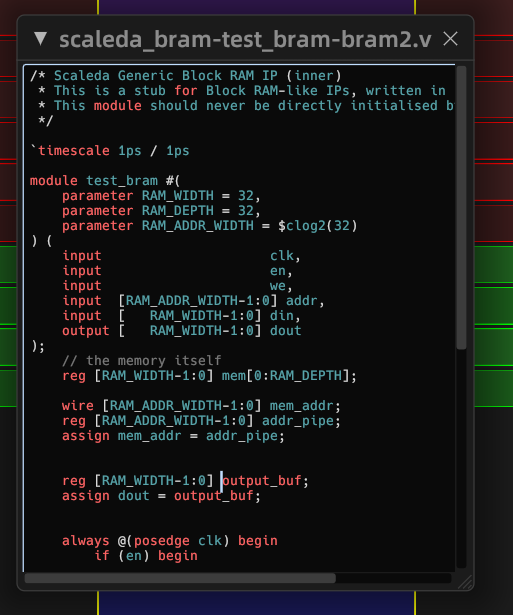 ▼ scaleda_bram-test_bram-bram2.v ×
/* Scaleda Generic Block RAM IP (inner)
 * This is a stub for Block RAM-like IPs, written in
 * This module should never be directly initialised b
 */

`timescale 1ps / 1ps

module test_bram #(
    parameter RAM_WIDTH = 32,
    parameter RAM_DEPTH = 32,
    parameter RAM_ADDR_WIDTH = $clog2(32)
) (
    input                     clk,
    input                     en,
    input                     we,
    input  [RAM_ADDR_WIDTH-1:0] addr,
    input  [   RAM_WIDTH-1:0] din,
    output [   RAM_WIDTH-1:0] dout
);
    // the memory itself
    reg [RAM_WIDTH-1:0] mem[0:RAM_DEPTH];

    wire [RAM_ADDR_WIDTH-1:0] mem_addr;
    reg [RAM_ADDR_WIDTH-1:0] addr_pipe;
    assign mem_addr = addr_pipe;


    reg [RAM_WIDTH-1:0] output_buf;
    assign dout = output_buf;


    always @(posedge clk) begin
        if (en) begin